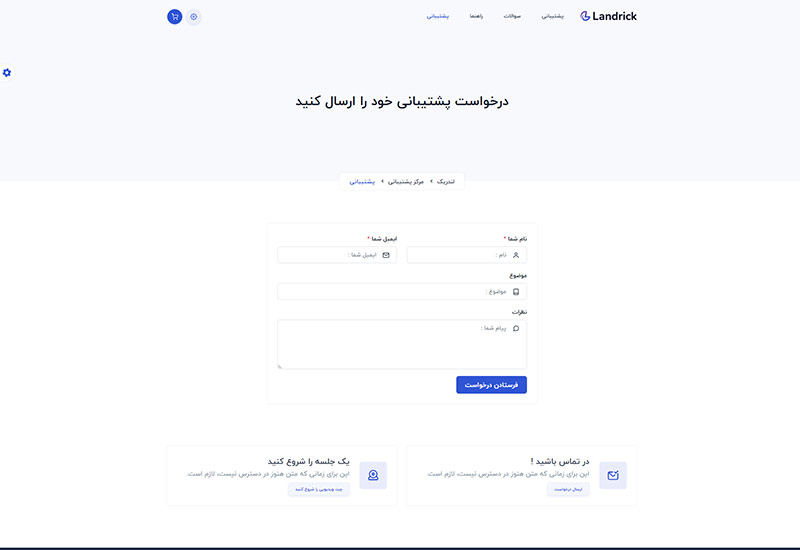 Landrick
پشتیبانی
سوالات
راهنما
پشتیبانی
درخواست پشتیبانی خود را ارسال کنید
لندریک > مرکز پشتیبانی > پشتیبانی
نام شما *
ایمیل شما *
نام :
ایمیل شما :
موضوع
موضوع :
نظرات
پیام شما :
فرستادن درخواست
در تماس باشید !
این برای زمانی که متن هنوز در دسترس نیست، لازم است.
ارسال درخواست
یک جلسه را شروع کنید
این برای زمانی که متن هنوز در دسترس نیست، لازم است.
چت ویدیویی را شروع کنید